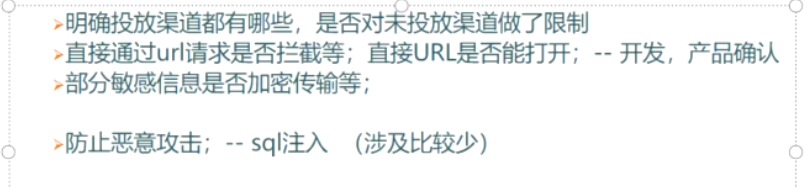 ➢明确投放渠道都有哪些，是否对未投放渠道做了限制
➢直接通过url请求是否拦截等；直接URL是否能打开；-- 开发，产品确认
➢部分敏感信息是否加密传输等；
➢防止恶意攻击；-- sql注入 （涉及比较少）